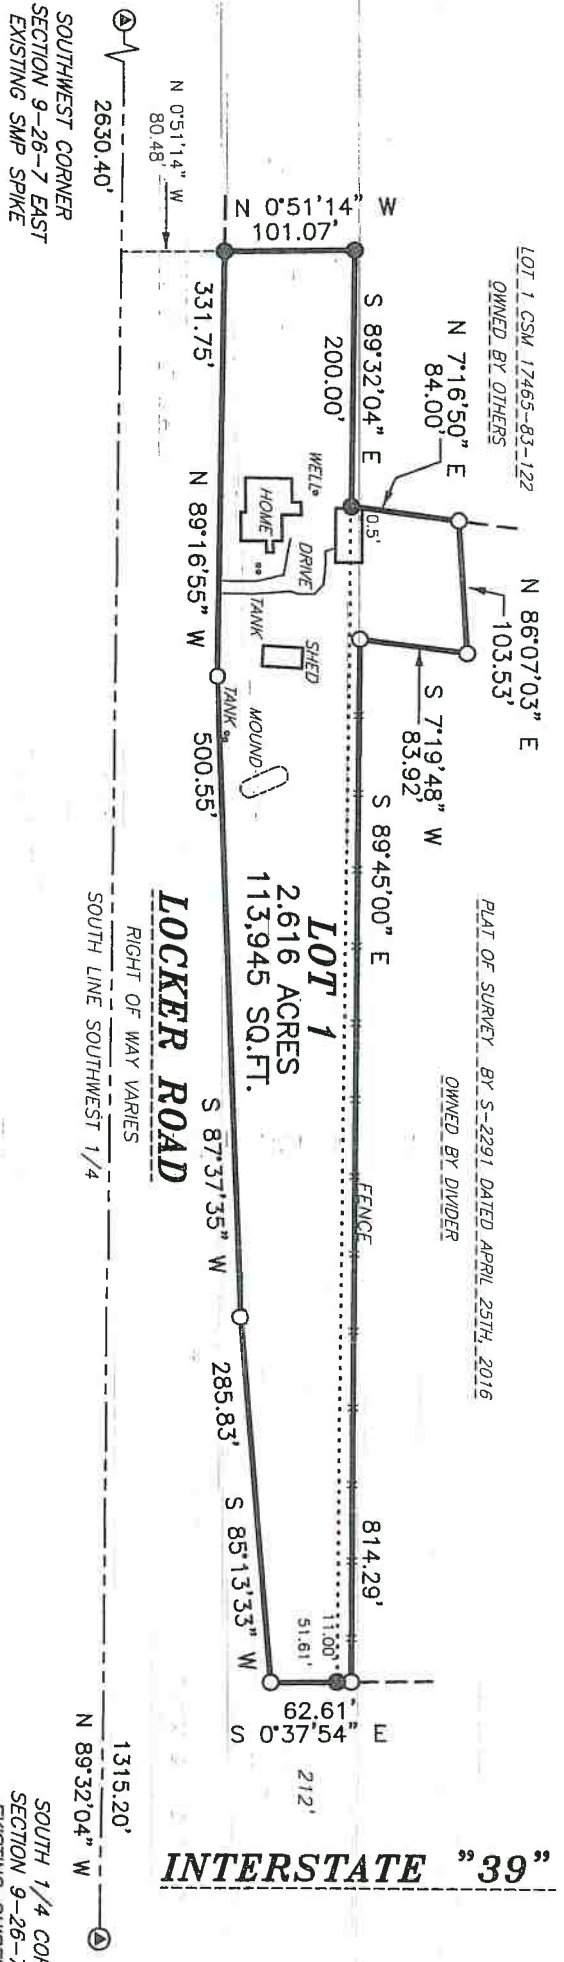 LOT 1 CSM 17465-83-122
OWNED BY OTHERS
N 7°16'50" E
84.00'
N 86°07'03" E
103.53'
S 7°19'48" W
83.92'
PLAT OF SURVEY BY S-2291 DATED APRIL 25TH, 2016
OWNED BY DIVIDER
N 0°51'14" W
101.07'
S 89°32'04" E
200.00'
0.5'
S 89°45'00" E
814.29'
FENCE
WELL
HOME
DRIVE
TANK
SHED
TANK
MOUND
LOT 1
2.616 ACRES
113,945 SQ.FT.
11.00'
51.61'
62.61'
S 0°37'54" E
212'
INTERSTATE "39"
331.75'
N 89°16'55" W
500.55'
S 87°37'35" W
285.83'
S 85°13'33" W
N 0°51'14" W
80.48'
LOCKER ROAD
RIGHT OF WAY VARIES
SOUTH LINE SOUTHWEST 1/4
2630.40'
1315.20'
N 89°32'04" W
SOUTHWEST CORNER
SECTION 9-26-7 EAST
EXISTING SMP SPIKE
SOUTH 1/4 COR
SECTION 9-26-7